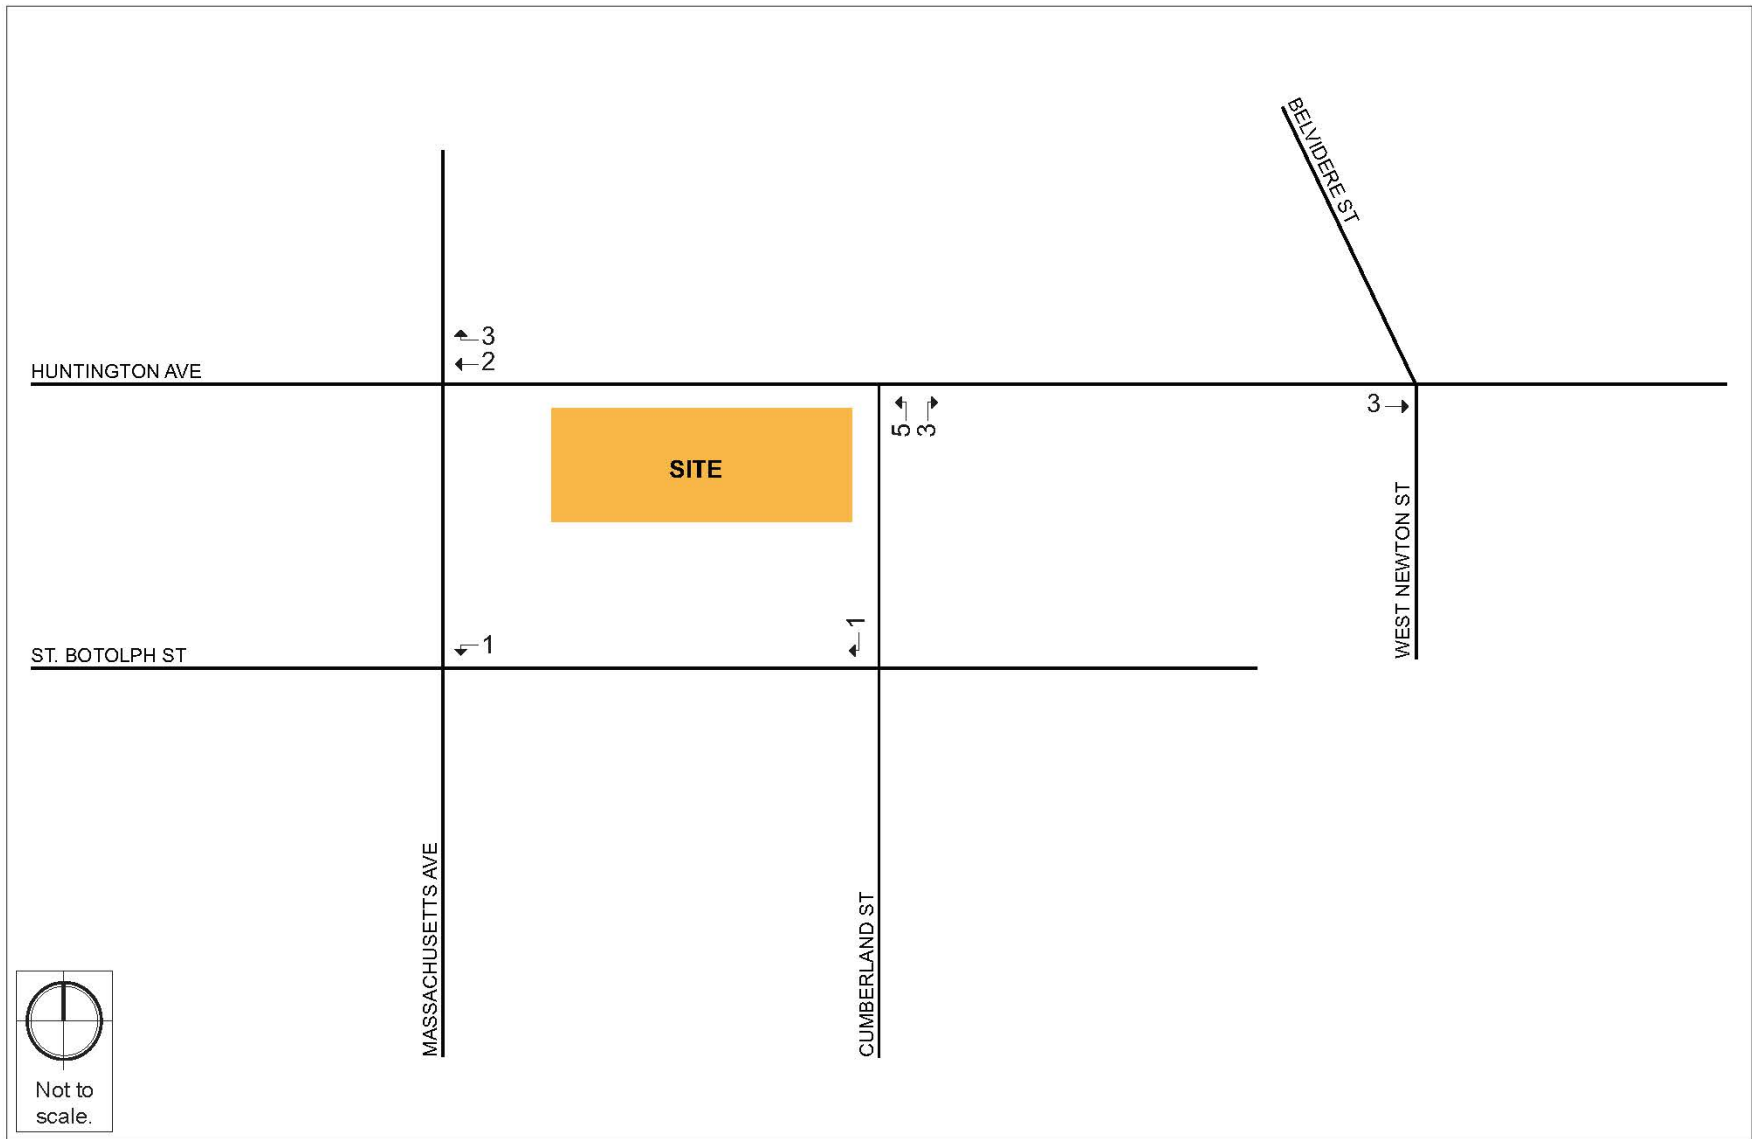 BELVIDERE ST
3
2
HUNTINGTON AVE
5
3
3
SITE
WEST NEWTON ST
1
1
ST. BOTOLPH ST
MASSACHUSETTS AVE
CUMBERLAND ST
Not to
scale.